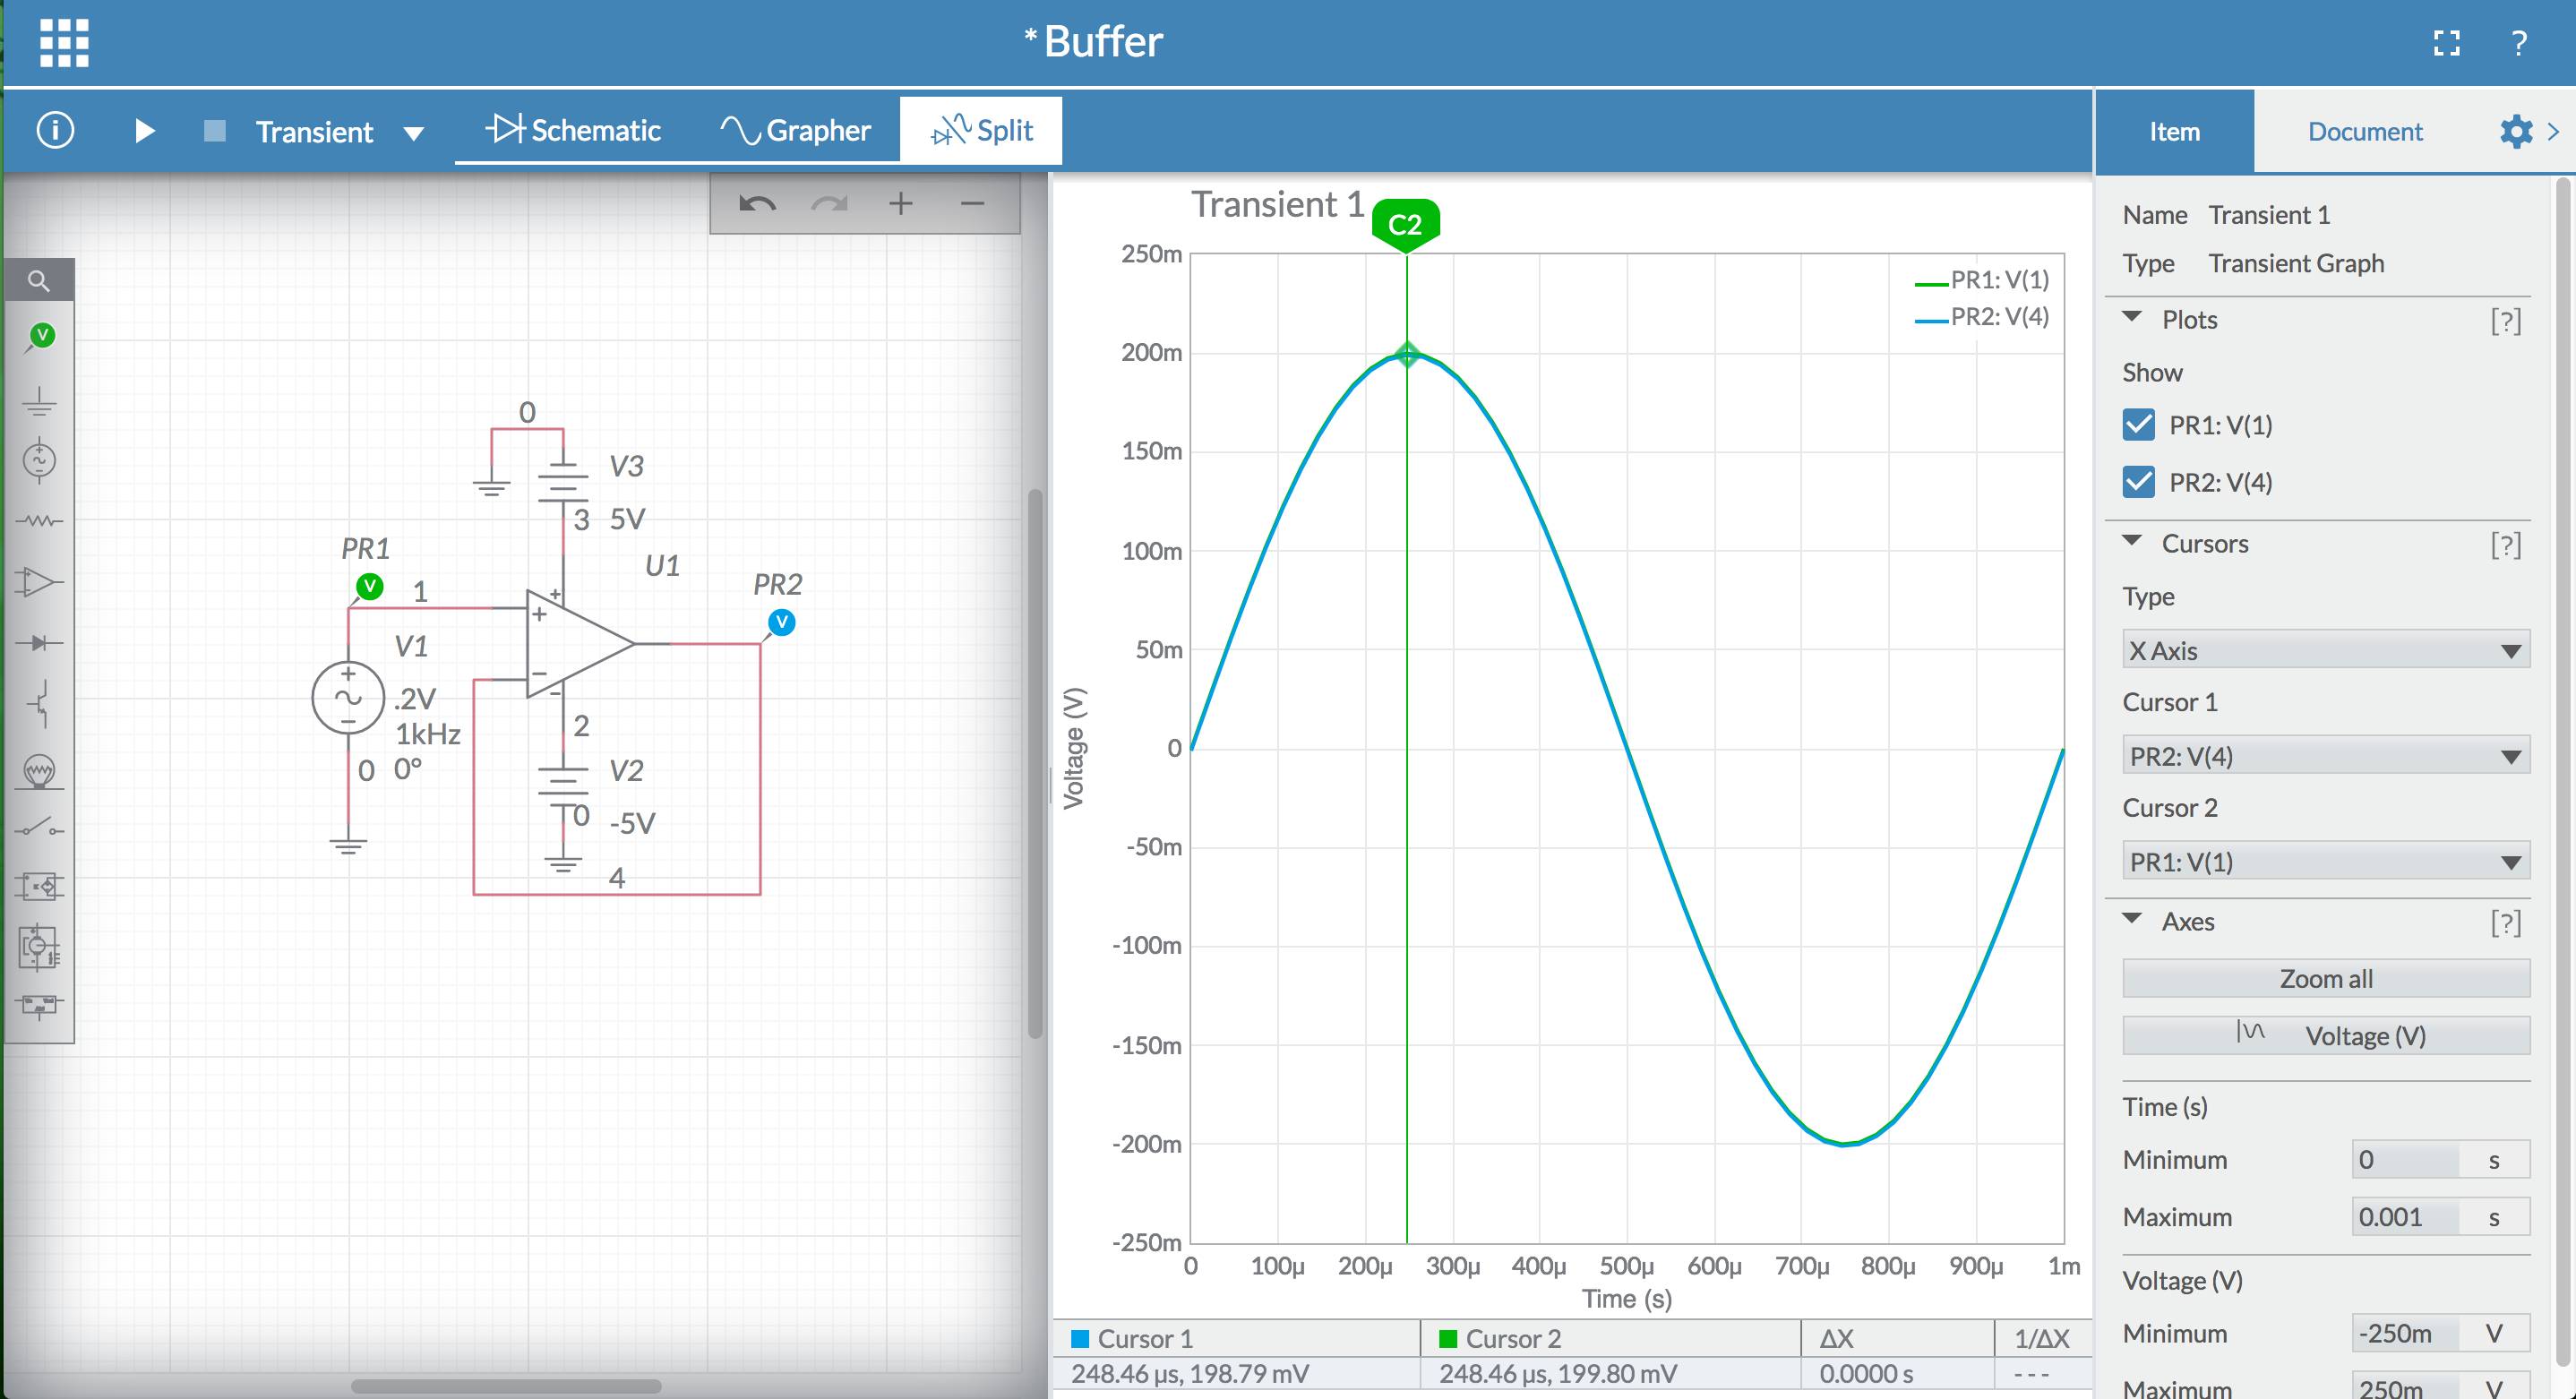 * Buffer
?
i
Transient
Schematic
Grapher
Split
Item
Document
V
0
V3
3 5V
PR1
V
1
U1
PR2
V
V1
.2V
1kHz
0 0°
2
V2
0
-5V
4
Transient 1
C2
PR1: V(1)
PR2: V(4)
250m
200m
150m
100m
50m
0
-50m
-100m
-150m
-200m
-250m
Voltage (V)
0 100µ 200µ 300µ 400µ 500µ 600µ 700µ 800µ 900µ 1m
Time (s)
Cursor 1 Cursor 2 ΔX 1/ΔX
248.46 µs, 198.79 mV 248.46 µs, 199.80 mV 0.0000 s ---
Name Transient 1
Type Transient Graph
Plots [?]
Show
PR1: V(1)
PR2: V(4)
Cursors [?]
Type
X Axis
Cursor 1
PR2: V(4)
Cursor 2
PR1: V(1)
Axes [?]
Zoom all
Voltage (V)
Time (s)
Minimum 0 s
Maximum 0.001 s
Voltage (V)
Minimum -250m V
Maximum 250m V